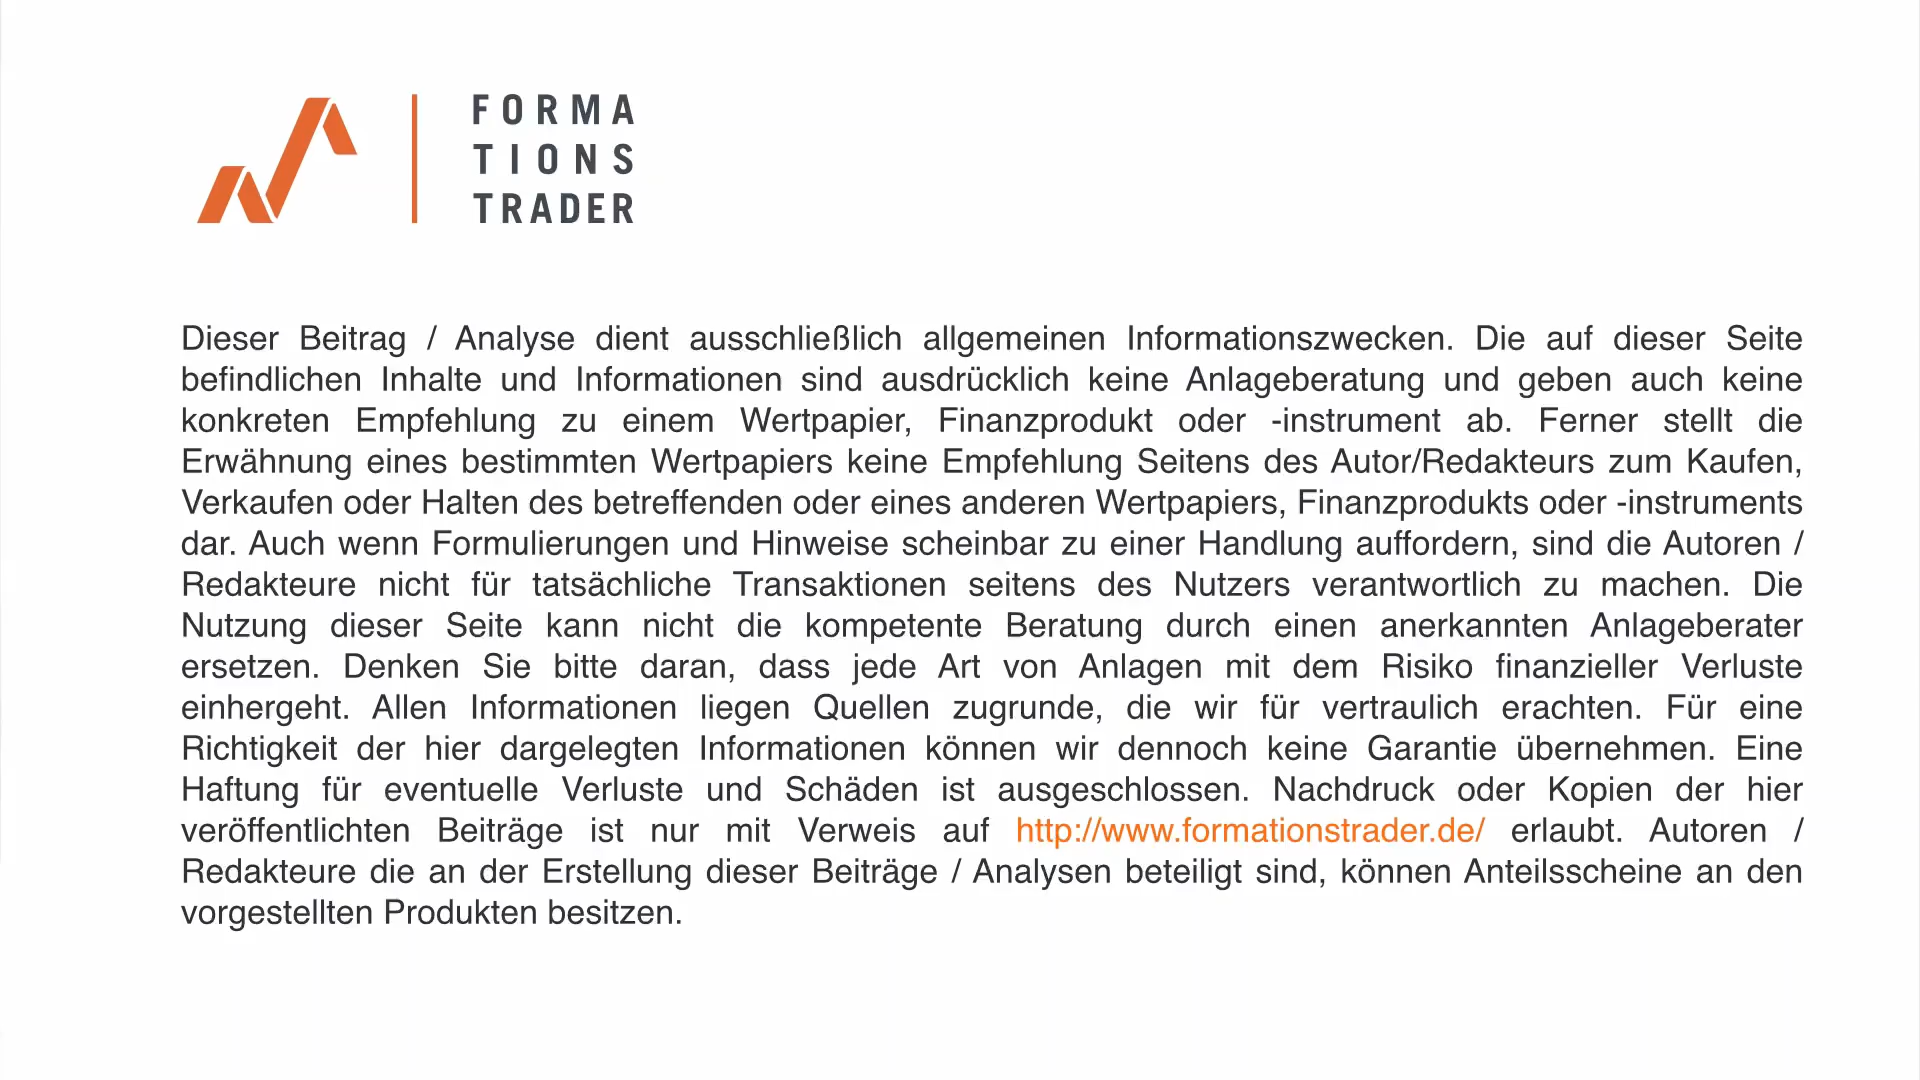 FORMA
TIONS
TRADER
Dieser Beitrag / Analyse dient ausschließlich allgemeinen Informationszwecken. Die auf dieser Seite
befindlichen Inhalte und Informationen sind ausdrücklich keine Anlageberatung und geben auch keine
konkreten Empfehlung zu einem Wertpapier, Finanzprodukt oder -instrument ab. Ferner stellt die
Erwähnung eines bestimmten Wertpapiers keine Empfehlung Seitens des Autor/Redakteurs zum Kaufen,
Verkaufen oder Halten des betreffenden oder eines anderen Wertpapiers, Finanzprodukts oder -instruments
dar. Auch wenn Formulierungen und Hinweise scheinbar zu einer Handlung auffordern, sind die Autoren /
Redakteure nicht für tatsächliche Transaktionen seitens des Nutzers verantwortlich zu machen. Die
Nutzung dieser Seite kann nicht die kompetente Beratung durch einen anerkannten Anlageberater
ersetzen. Denken Sie bitte daran, dass jede Art von Anlagen mit dem Risiko finanzieller Verluste
einhergeht. Allen Informationen liegen Quellen zugrunde, die wir für vertraulich erachten. Für eine
Richtigkeit der hier dargelegten Informationen können wir dennoch keine Garantie übernehmen. Eine
Haftung für eventuelle Verluste und Schäden ist ausgeschlossen. Nachdruck oder Kopien der hier
veröffentlichten Beiträge ist nur mit Verweis auf http://www.formationstrader.de/ erlaubt. Autoren /
Redakteure die an der Erstellung dieser Beiträge / Analysen beteiligt sind, können Anteilsscheine an den
vorgestellten Produkten besitzen.